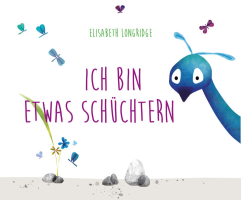 ELISABETH LONGRIDGE
ICH BIN
ETWAS SCHÜCHTERN